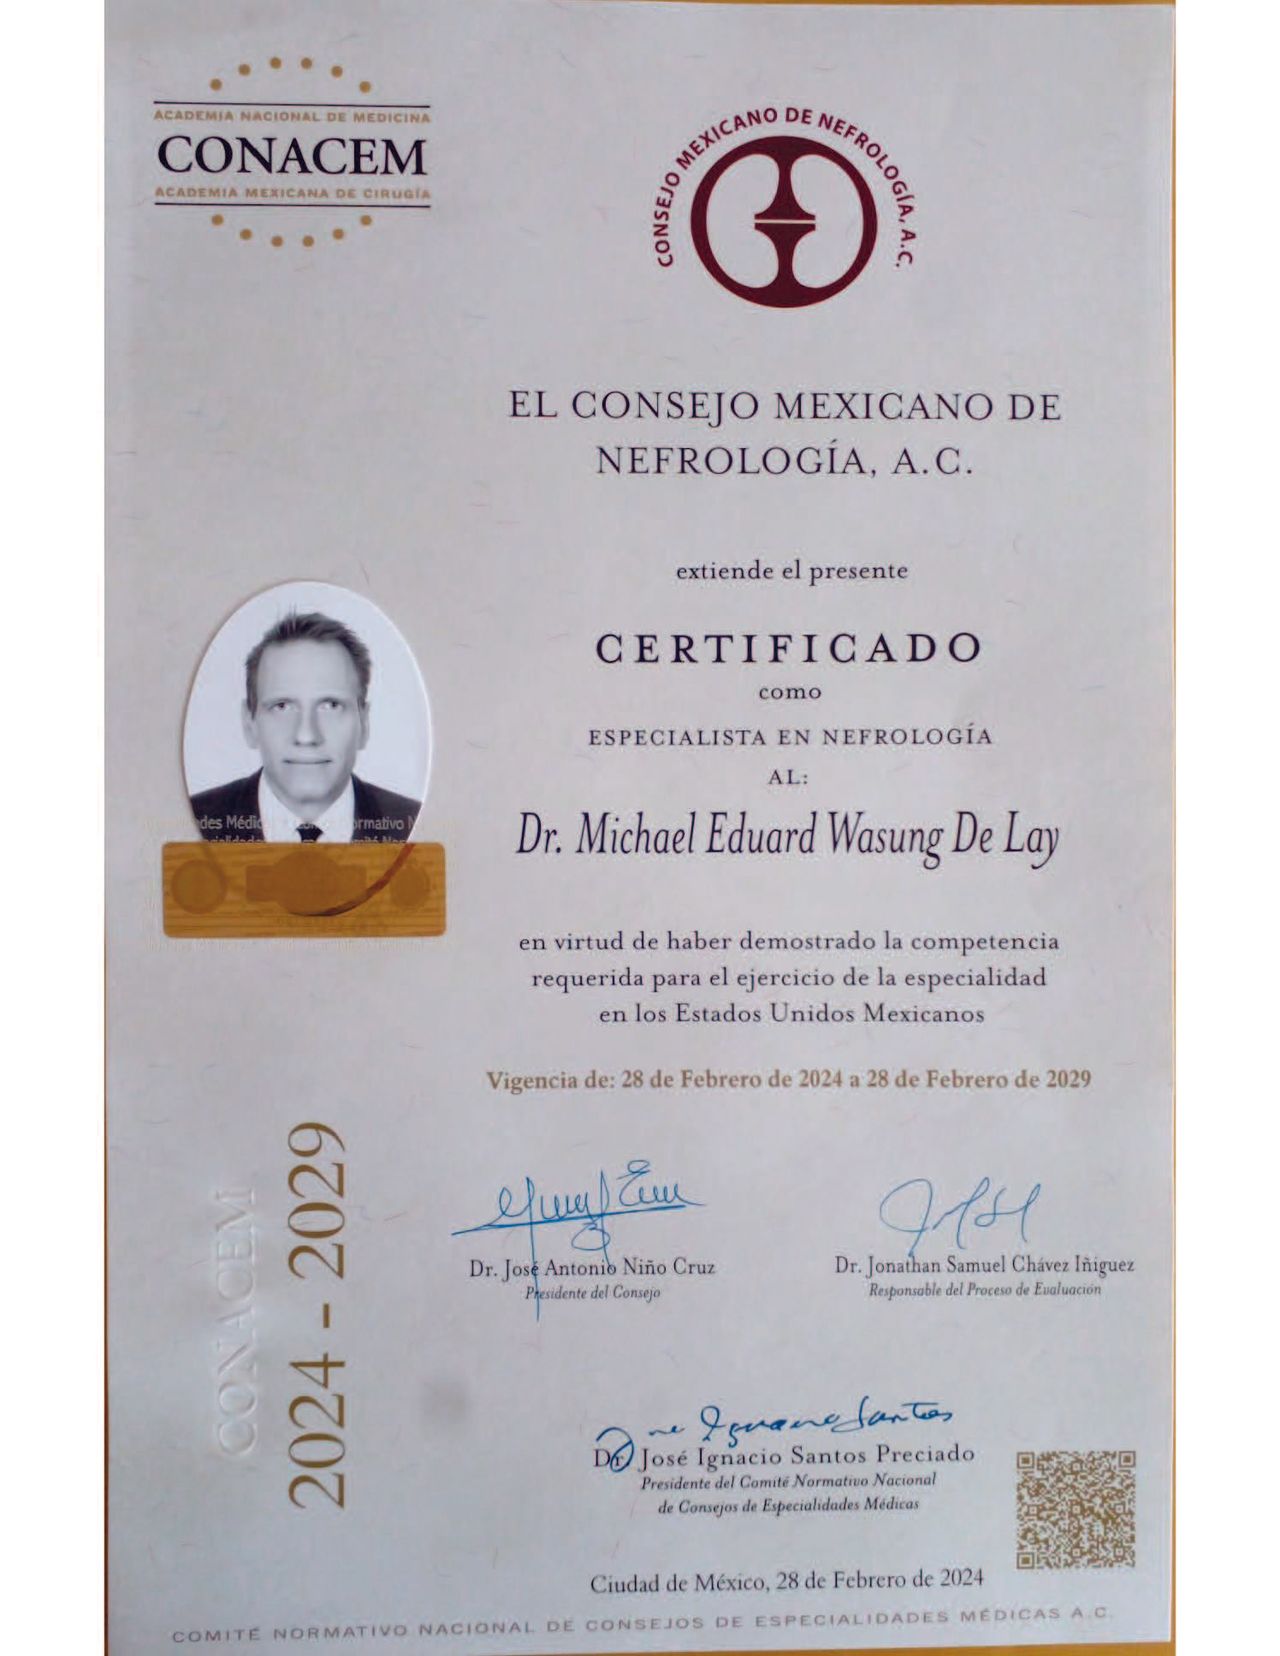 ACADEMIA NACIONAL DE MEDICINA
CONACEM
ACADEMIA MEXICANA DE CIRUGÍA
CONSEJO MEXICANO DE NEFROLOGÍA, A.C.
EL CONSEJO MEXICANO DE
NEFROLOGÍA, A.C.
extiende el presente
CERTIFICADO
como
ESPECIALISTA EN NEFROLOGÍA
AL:
Dr. Michael Eduard Wasung De Lay
en virtud de haber demostrado la competencia
requerida para el ejercicio de la especialidad
en los Estados Unidos Mexicanos
Vigencia de: 28 de Febrero de 2024 a 28 de Febrero de 2029
CONACEM
2024 - 2029
Dr. José Antonio Niño Cruz
Presidente del Consejo
Dr. Jonathan Samuel Chávez Iñiguez
Responsable del Proceso de Evaluación
Dr. José Ignacio Santos Preciado
Presidente del Comité Normativo Nacional
de Consejos de Especialidades Médicas
Ciudad de México, 28 de Febrero de 2024
COMITÉ NORMATIVO NACIONAL DE CONSEJOS DE ESPECIALIDADES MÉDICAS A.C.